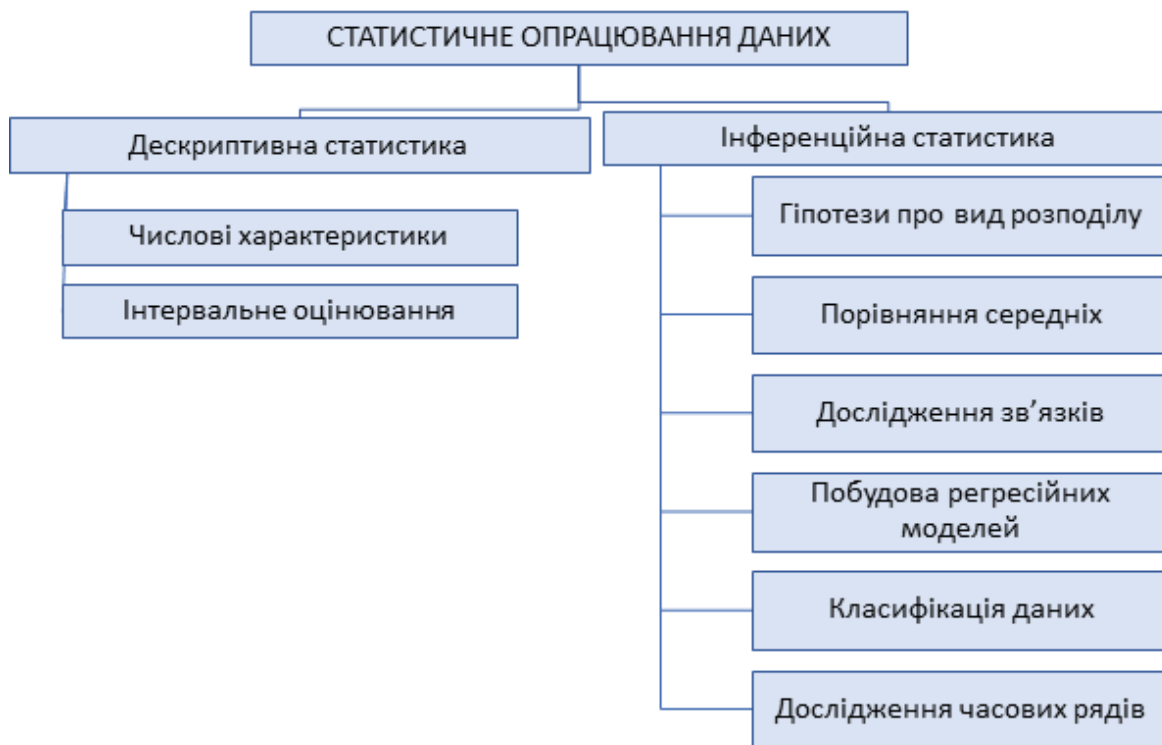 СТАТИСТИЧНЕ ОПРАЦЮВАННЯ ДАНИХ
Дескриптивна статистика
Числові характеристики
Інтервальне оцінювання
Інференційна статистика
Гіпотези про вид розподілу
Порівняння середніх
Дослідження зв’язків
Побудова регресійних
моделей
Класифікація даних
Дослідження часових рядів